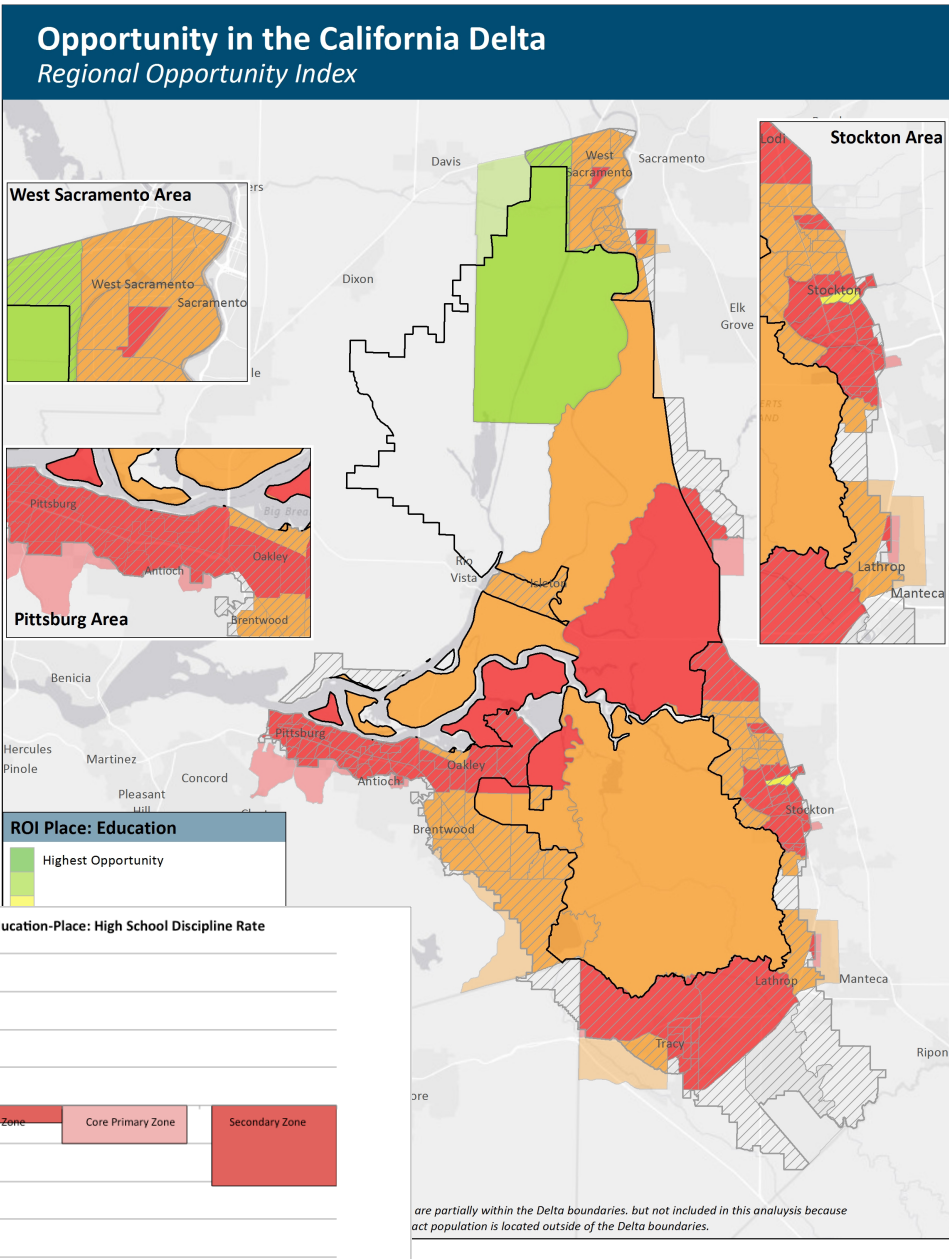 Opportunity in the California Delta
Regional Opportunity Index
Stockton Area
Lodi
Stockton
Lathrop
Manteca
West Sacramento Area
West Sacramento
Sacramento
Davis
West
Sacramento
Sacramento
Dixon
Elk
Grove
Pittsburg
Big Brea
Oakley
Antioch
Brentwood
Pittsburg Area
Rio
Vista
Isleton
Benicia
Hercules
Pinole
Martinez
Concord
Pleasant
Hill
Pittsburg
Antioch
Oakley
Brentwood
Stockton
Lathrop
Manteca
Tracy
Ripon
ROI Place: Education
Highest Opportunity
ucation-Place: High School Discipline Rate
Zone
Core Primary Zone
Secondary Zone
are partially within the Delta boundaries. but not included in this analuysis because
act population is located outside of the Delta boundaries.